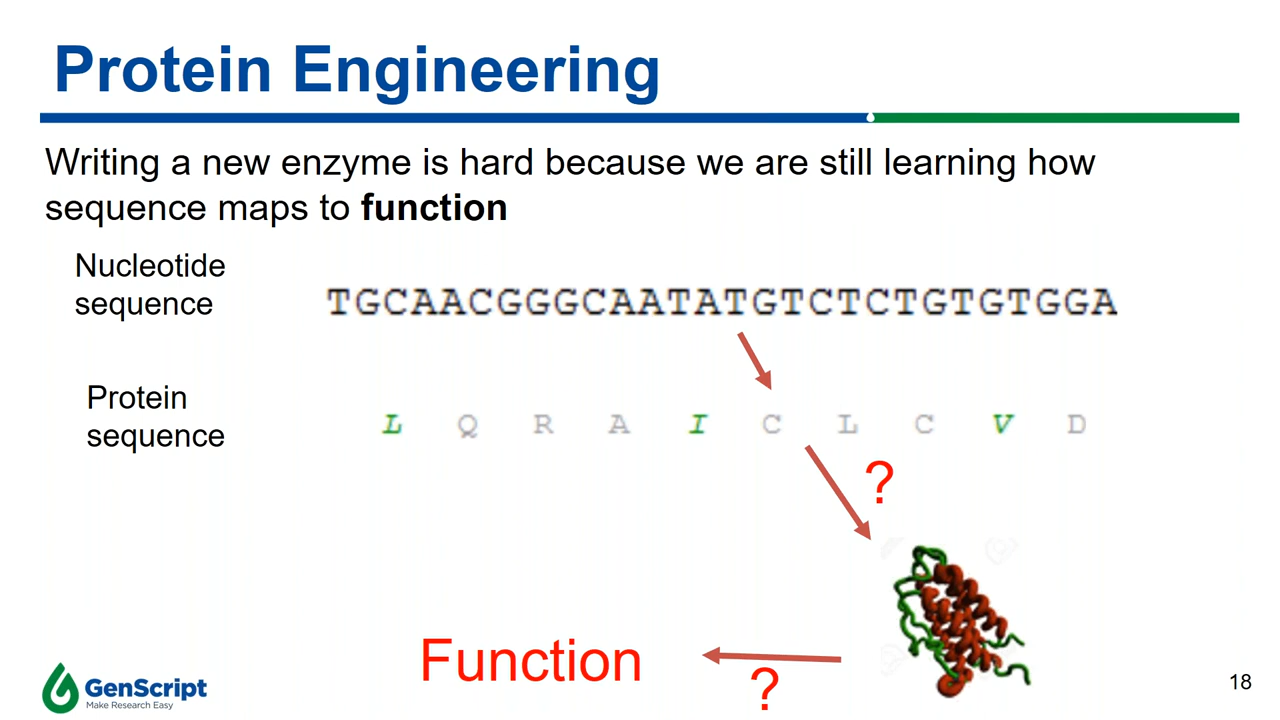 Protein Engineering
Writing a new enzyme is hard because we are still learning how
sequence maps to function
Nucleotide
sequence
TGCAACGGGCAATATGTCTCTGTGTGGA
Protein
sequence
L Q R A I C L C V D
?
Function
?
GenScript
Make Research Easy
18